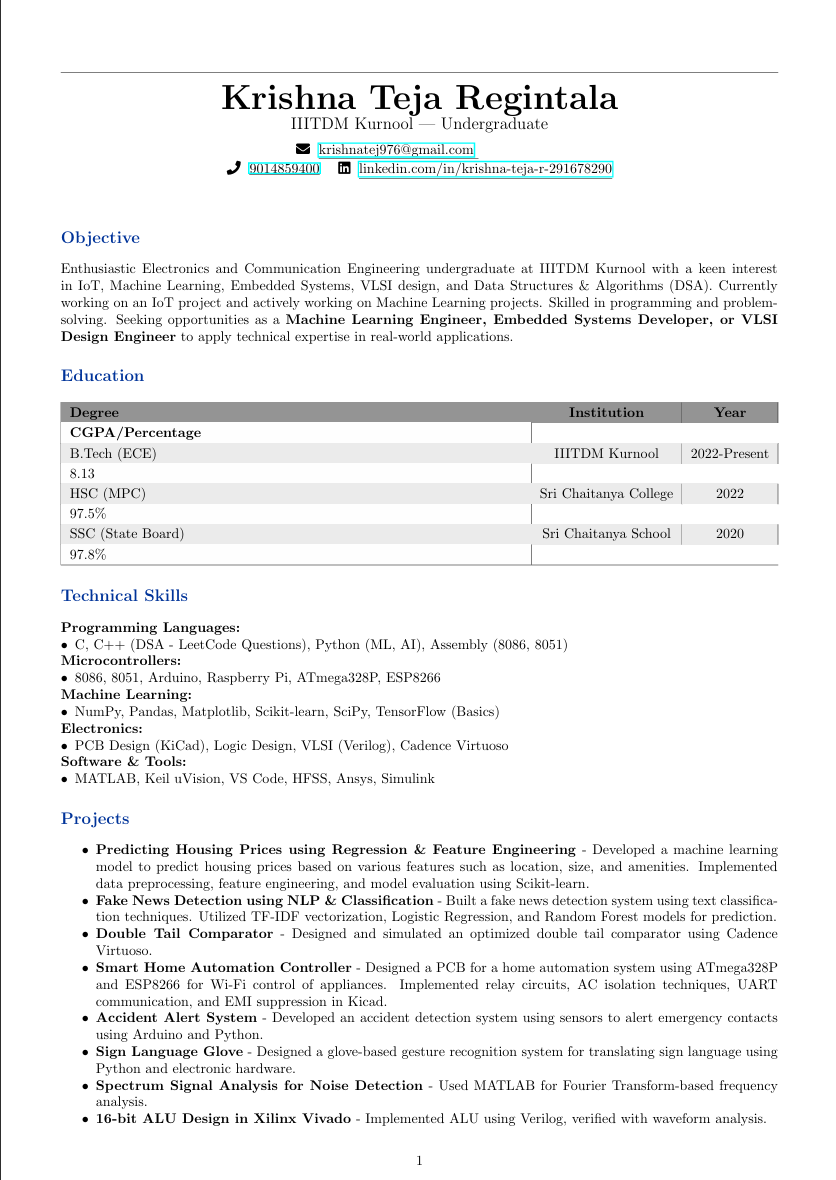 Krishna Teja Regintala
IIITDM Kurnool — Undergraduate
krishnatej976@gmail.com
9014859400 linkedin.com/in/krishna-teja-r-291678290
Objective
Enthusiastic Electronics and Communication Engineering undergraduate at IIITDM Kurnool with a keen interest
in IoT, Machine Learning, Embedded Systems, VLSI design, and Data Structures & Algorithms (DSA). Currently
working on an IoT project and actively working on Machine Learning projects. Skilled in programming and problem-
solving. Seeking opportunities as a Machine Learning Engineer, Embedded Systems Developer, or VLSI
Design Engineer to apply technical expertise in real-world applications.
Education
Degree Institution Year
CGPA/Percentage
B.Tech (ECE) IIITDM Kurnool 2022-Present
8.13
HSC (MPC) Sri Chaitanya College 2022
97.5%
SSC (State Board) Sri Chaitanya School 2020
97.8%
Technical Skills
Programming Languages:
• C, C++ (DSA - LeetCode Questions), Python (ML, AI), Assembly (8086, 8051)
Microcontrollers:
• 8086, 8051, Arduino, Raspberry Pi, ATmega328P, ESP8266
Machine Learning:
• NumPy, Pandas, Matplotlib, Scikit-learn, SciPy, TensorFlow (Basics)
Electronics:
• PCB Design (KiCad), Logic Design, VLSI (Verilog), Cadence Virtuoso
Software & Tools:
• MATLAB, Keil uVision, VS Code, HFSS, Ansys, Simulink
Projects
• Predicting Housing Prices using Regression & Feature Engineering - Developed a machine learning
model to predict housing prices based on various features such as location, size, and amenities. Implemented
data preprocessing, feature engineering, and model evaluation using Scikit-learn.
• Fake News Detection using NLP & Classification - Built a fake news detection system using text classifica-
tion techniques. Utilized TF-IDF vectorization, Logistic Regression, and Random Forest models for prediction.
• Double Tail Comparator - Designed and simulated an optimized double tail comparator using Cadence
Virtuoso.
• Smart Home Automation Controller - Designed a PCB for a home automation system using ATmega328P
and ESP8266 for Wi-Fi control of appliances. Implemented relay circuits, AC isolation techniques, UART
communication, and EMI suppression in Kicad.
• Accident Alert System - Developed an accident detection system using sensors to alert emergency contacts
using Arduino and Python.
• Sign Language Glove - Designed a glove-based gesture recognition system for translating sign language using
Python and electronic hardware.
• Spectrum Signal Analysis for Noise Detection - Used MATLAB for Fourier Transform-based frequency
analysis.
• 16-bit ALU Design in Xilinx Vivado - Implemented ALU using Verilog, verified with waveform analysis.
1